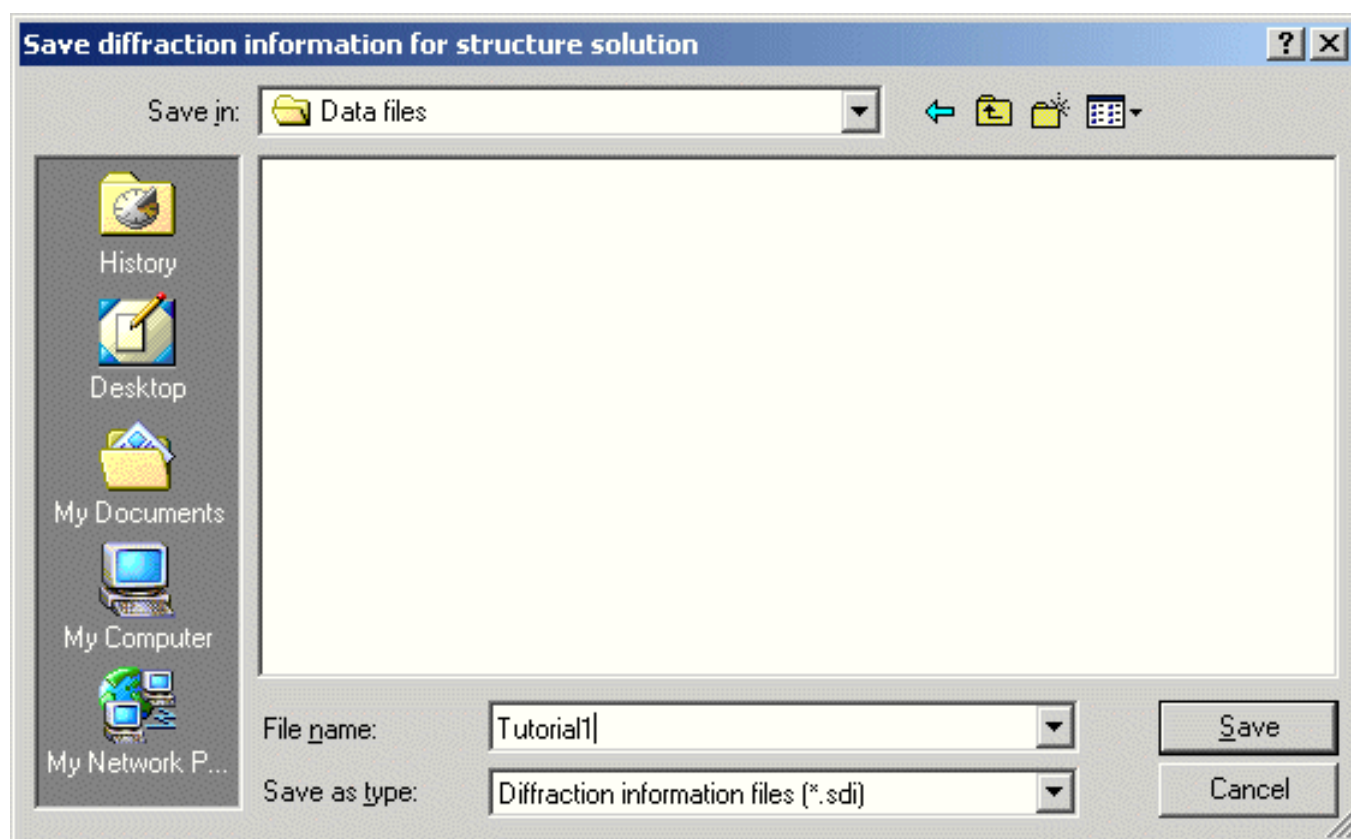 Save diffraction information for structure solution
Save in: Data files
History
Desktop
My Documents
My Computer
My Network P...
File name: Tutorial1 Save
Save as type: Diffraction information files (*.sdi) Cancel